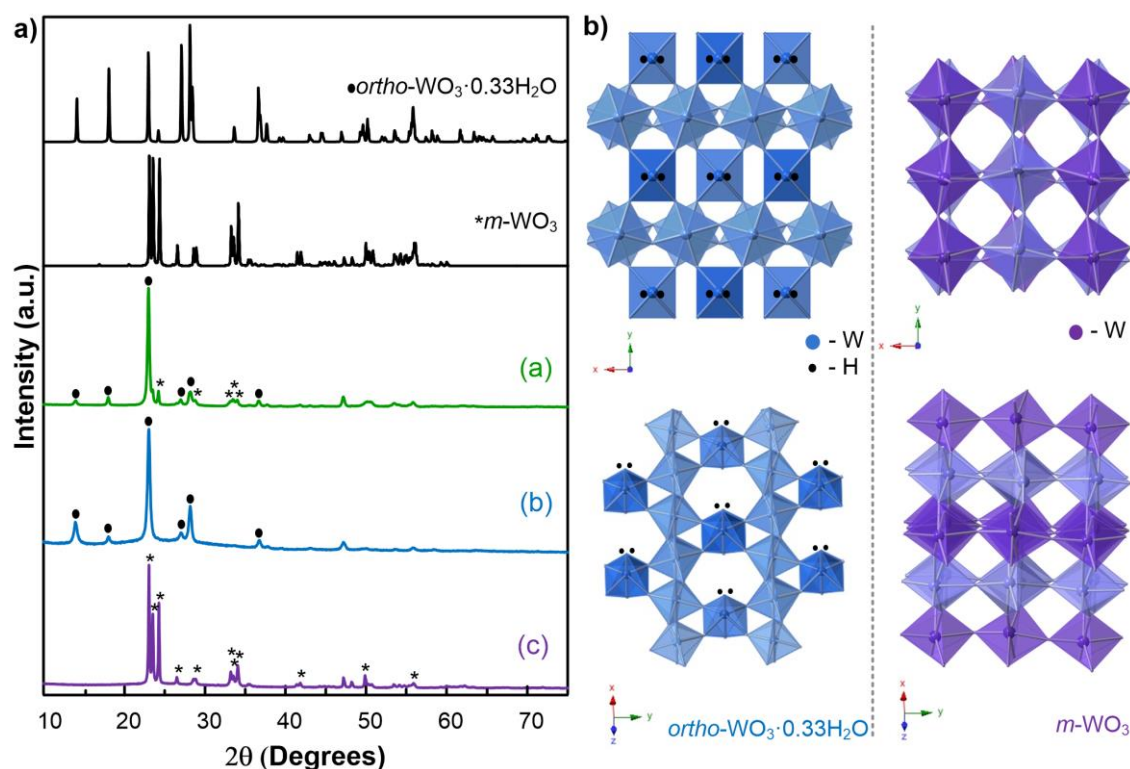 a)
●ortho-WO₃·0.33H₂O
*m-WO₃
Intensity (a.u.)
(a)
(b)
(c)
10 20 30 40 50 60 70
2θ (Degrees)
b)
x y
- W
- H
x y
- W
x y z
ortho-WO₃·0.33H₂O
x y z
m-WO₃